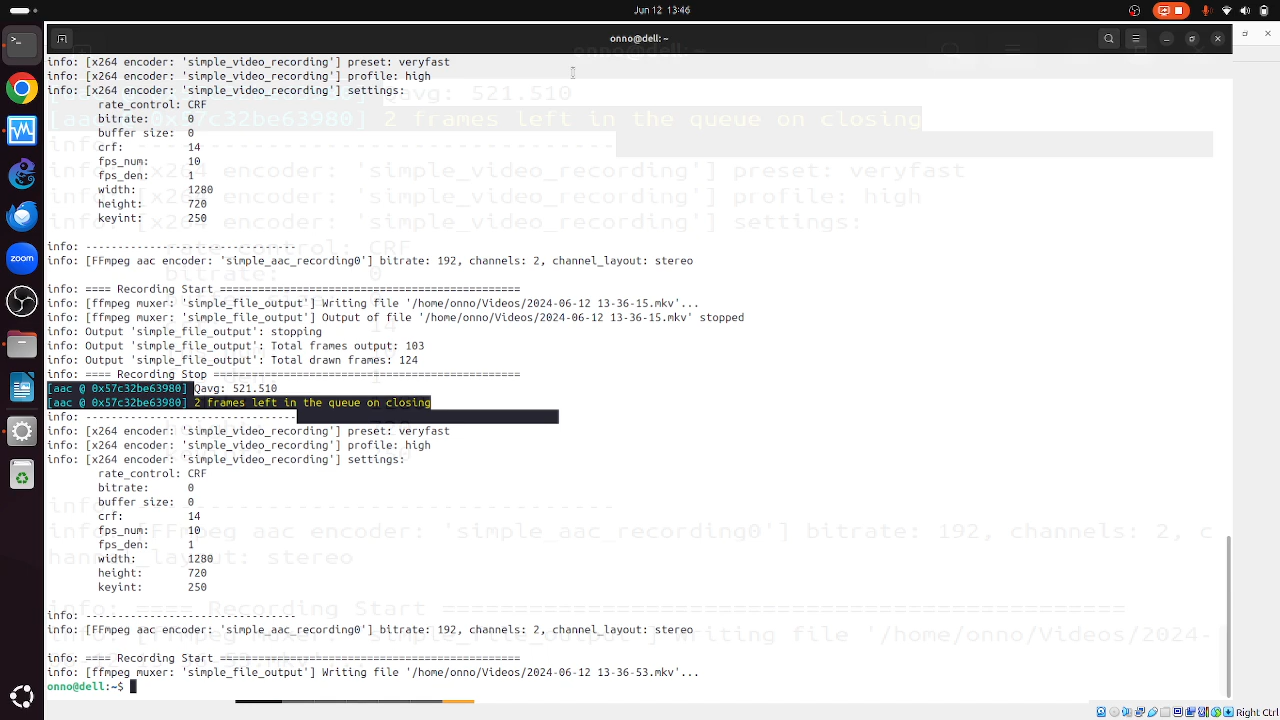 Jun 12 13:46
onno@dell: ~
info: [x264 encoder: 'simple_video_recording'] preset: veryfast
info: [x264 encoder: 'simple_video_recording'] profile: high
info: [x264 encoder: 'simple_video_recording'] settings:
rate_control: CRF
bitrate: 0
buffer size: 0
crf: 14
fps_num: 10
fps_den: 1
width: 1280
height: 720
keyint: 250
info: ---------------------------------
info: [FFmpeg aac encoder: 'simple_aac_recording0'] bitrate: 192, channels: 2, channel_layout: stereo
info: ==== Recording Start ===============================================
info: [ffmpeg muxer: 'simple_file_output'] Writing file '/home/onno/Videos/2024-06-12 13-36-15.mkv'...
info: [ffmpeg muxer: 'simple_file_output'] Output of file '/home/onno/Videos/2024-06-12 13-36-15.mkv' stopped
info: Output 'simple_file_output': stopping
info: Output 'simple_file_output': Total frames output: 103
info: Output 'simple_file_output': Total drawn frames: 124
info: ==== Recording Stop ================================================
[aac @ 0x57c32be63980] Qavg: 521.510
[aac @ 0x57c32be63980] 2 frames left in the queue on closing
info: ---------------------------------
info: [x264 encoder: 'simple_video_recording'] preset: veryfast
info: [x264 encoder: 'simple_video_recording'] profile: high
info: [x264 encoder: 'simple_video_recording'] settings:
rate_control: CRF
bitrate: 0
buffer size: 0
crf: 14
fps_num: 10
fps_den: 1
width: 1280
height: 720
keyint: 250
info: ---------------------------------
info: [FFmpeg aac encoder: 'simple_aac_recording0'] bitrate: 192, channels: 2, channel_layout: stereo
info: ==== Recording Start ===============================================
info: [ffmpeg muxer: 'simple_file_output'] Writing file '/home/onno/Videos/2024-06-12 13-36-53.mkv'...
onno@dell:~$
zoom
Right Ctrl